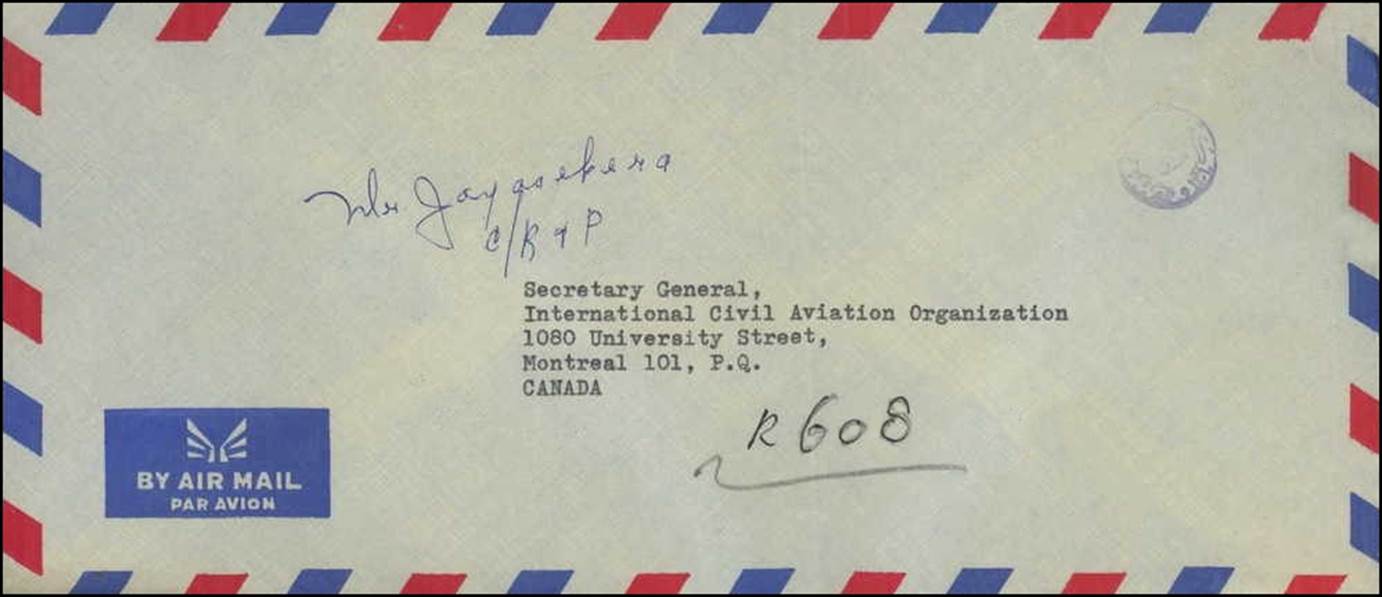 Mr Jayasekera
C/R & P
Secretary General,
International Civil Aviation Organization
1080 University Street,
Montreal 101, P.Q.
CANADA
R 608
BY AIR MAIL
PAR AVION